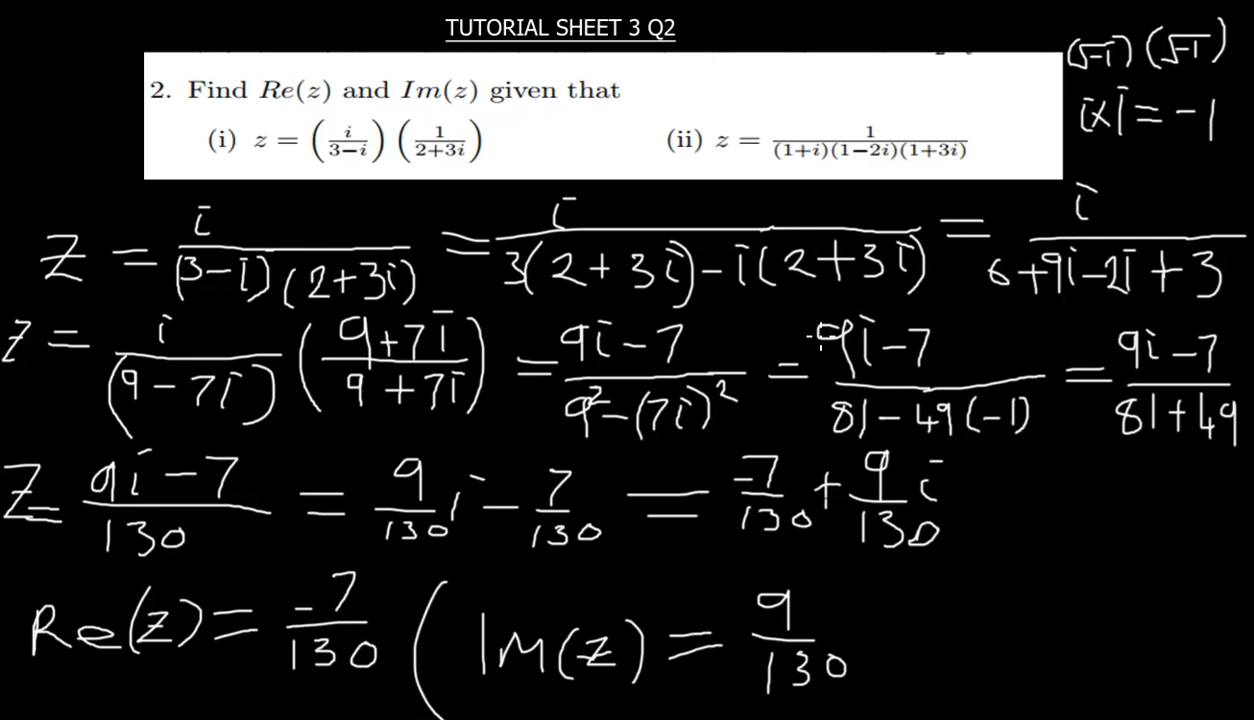 TUTORIAL SHEET 3 Q2
(√-1) (√-1)
i×i = -1
2. Find Re(z) and Im(z) given that
(i) z = (i/(3−i)) (1/(2+3i)) (ii) z = 1/((1+i)(1−2i)(1+3i))
Z = i/((3-i)(2+3i)) = i/(3(2+3i)-i(2+3i)) = i/(6+9i-2i+3)
Z = i/(9-7i) ((9+7i)/(9+7i)) = (9i-7)/(9²-(7i)²) = (9i-7)/(81-49(-1)) = (9i-7)/(81+49)
Z = (9i-7)/130 = 9/130 i - 7/130 = -7/130 + 9/130 i
Re(z) = -7/130 ( IM(z) = 9/130